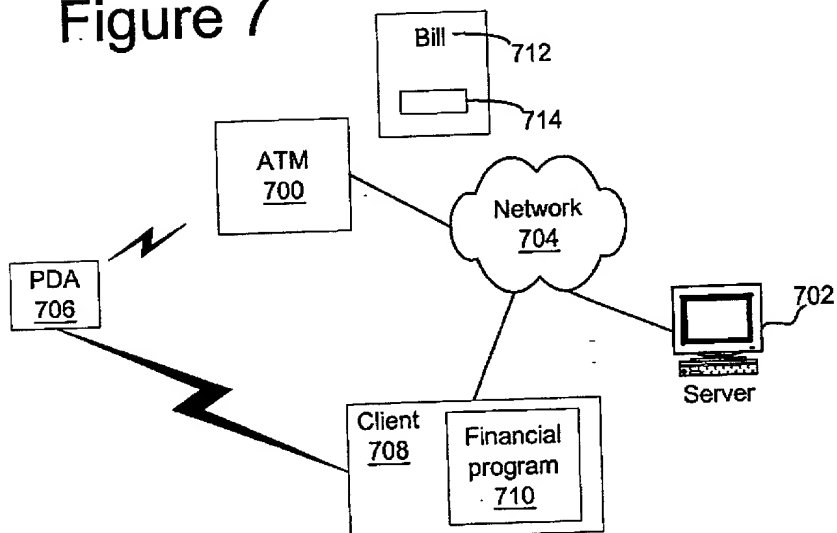 Figure 7
Bill
712
714
ATM
700
Network
704
PDA
706
702
Server
Client
708
Financial
program
710